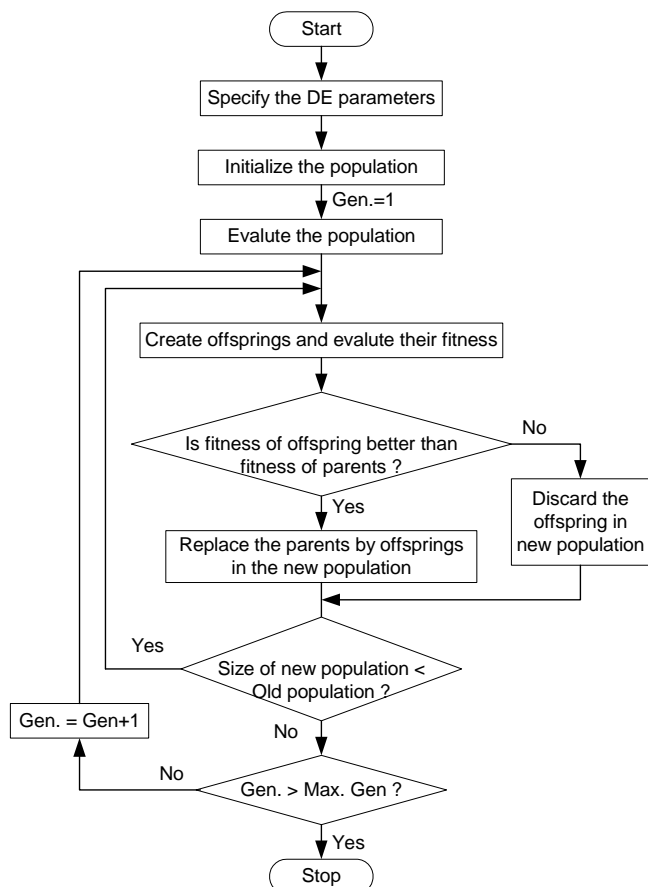 Start
Specify the DE parameters
Initialize the population
Gen.=1
Evalute the population
Create offsprings and evalute their fitness
Is fitness of offspring better than
fitness of parents ?
No
Yes
Discard the
offspring in
new population
Replace the parents by offsprings
in the new population
Yes
Size of new population <
Old population ?
Gen. = Gen+1
No
No
Gen. > Max. Gen ?
Yes
Stop